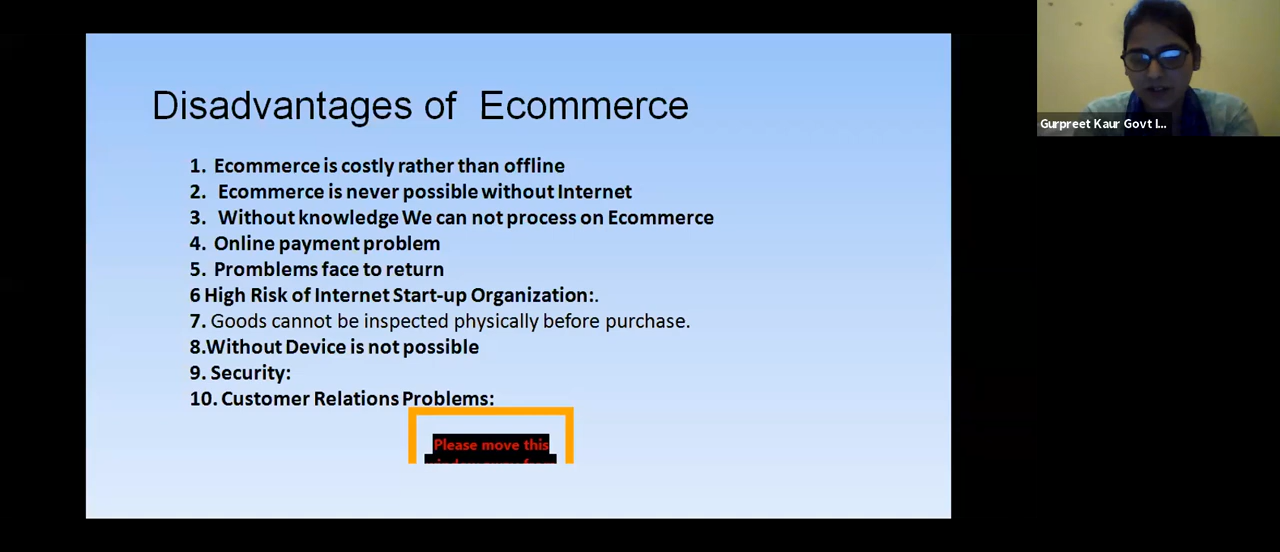 Disadvantages of Ecommerce
1. Ecommerce is costly rather than offline
2. Ecommerce is never possible without Internet
3. Without knowledge We can not process on Ecommerce
4. Online payment problem
5. Promblems face to return
6 High Risk of Internet Start-up Organization:.
7. Goods cannot be inspected physically before purchase.
8.Without Device is not possible
9. Security:
10. Customer Relations Problems:
Please move this
Gurpreet Kaur Govt I...